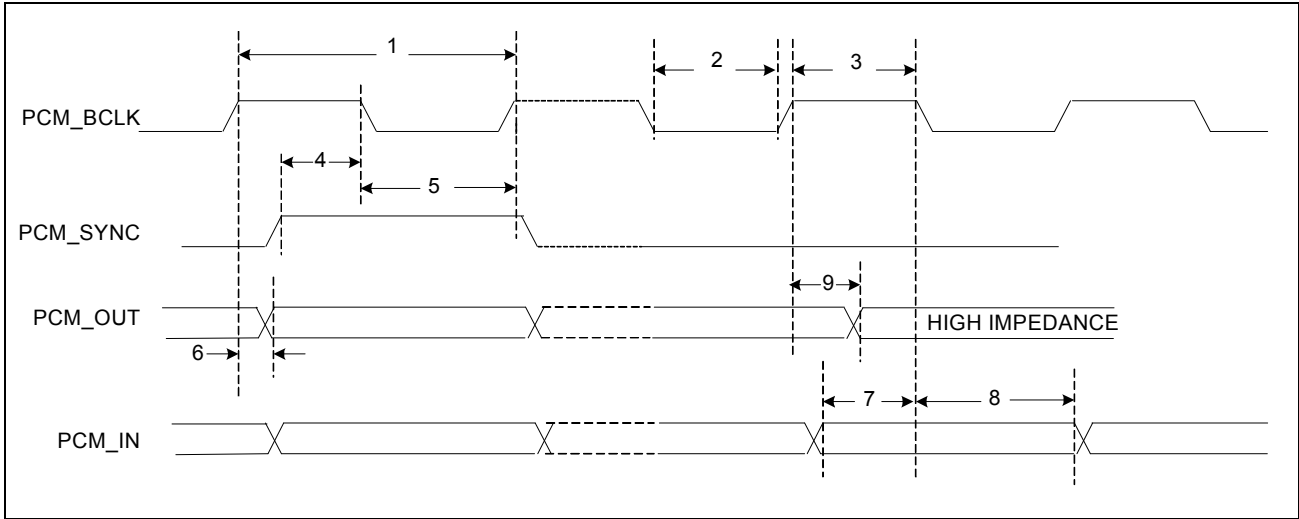 1
2
3
PCM_BCLK
4
5
PCM_SYNC
9
PCM_OUT
HIGH IMPEDANCE
6
7
8
PCM_IN